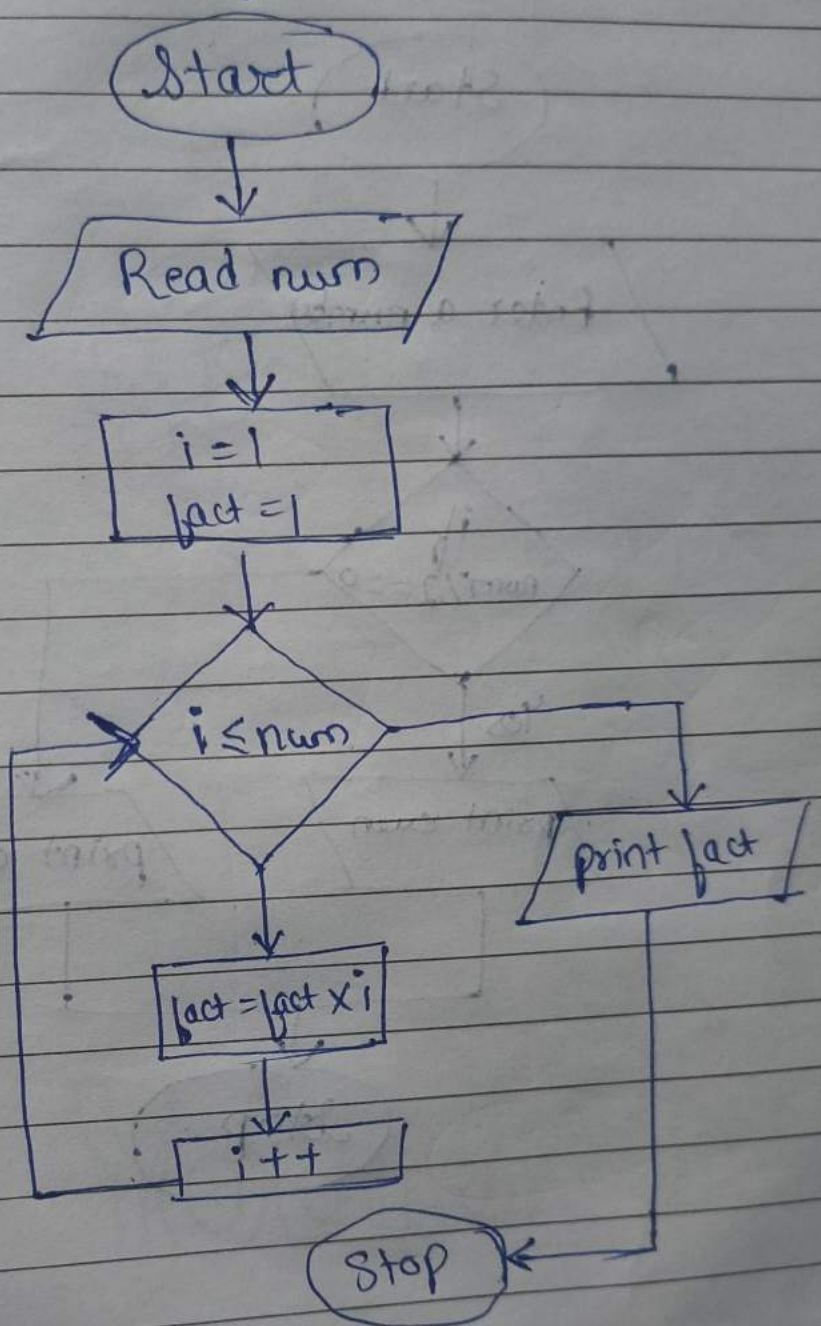 Start
Read num
i = 1
fact = 1
i ≤ num
print fact
fact = fact × i
i++
Stop